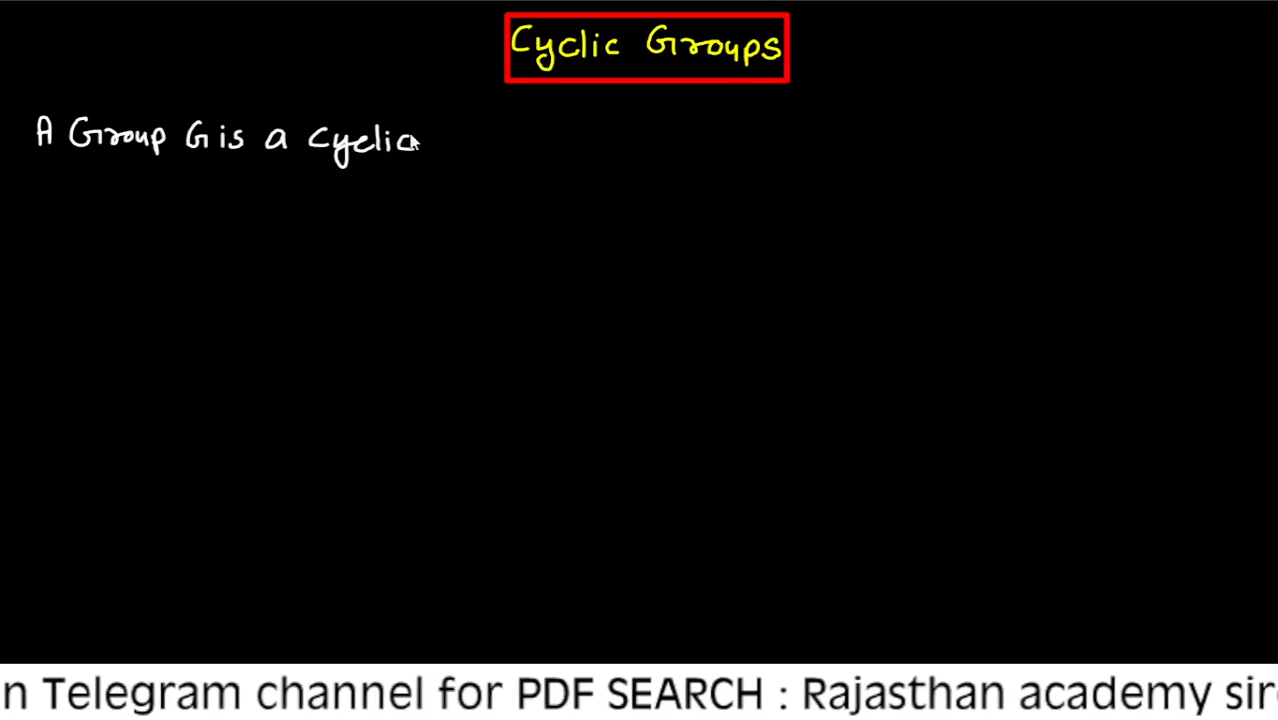 Cyclic Groups
A Group G is a cyclic
n Telegram channel for PDF SEARCH : Rajasthan academy sir